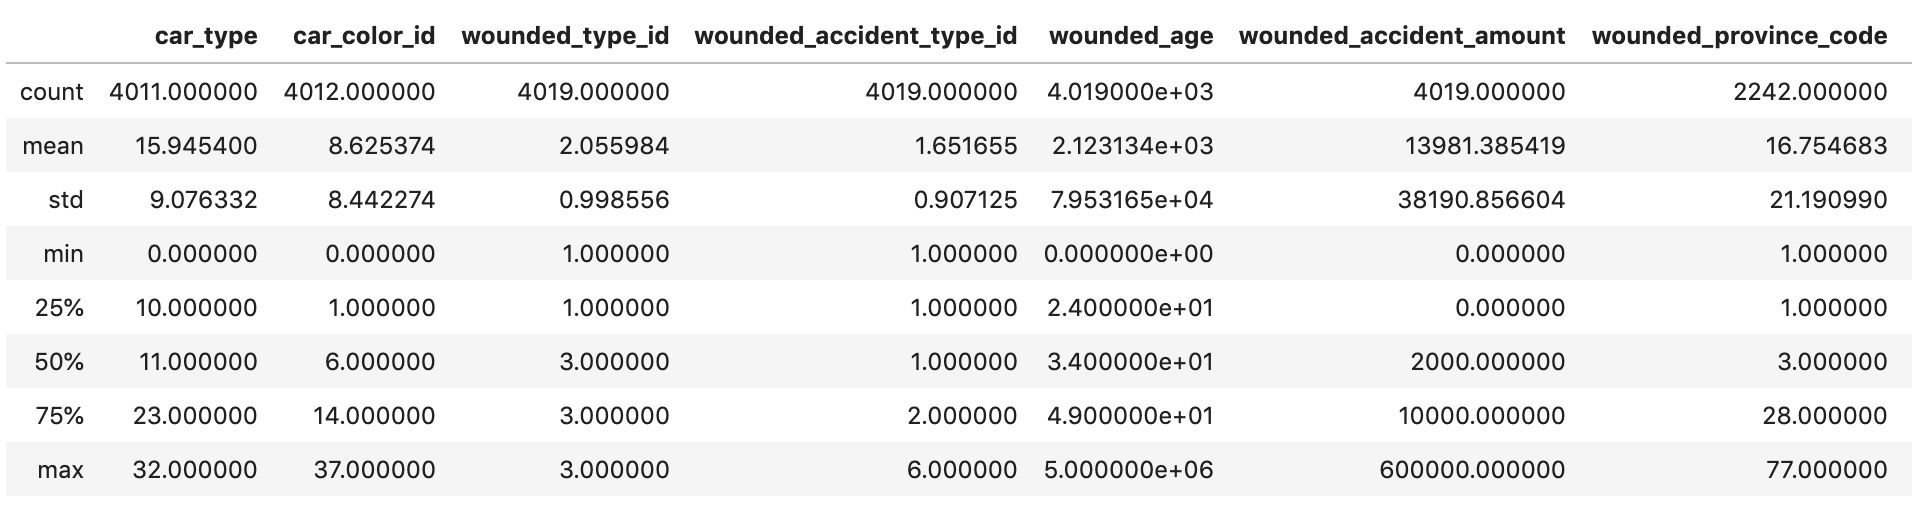 car_type car_color_id wounded_type_id wounded_accident_type_id wounded_age wounded_accident_amount wounded_province_code
count 4011.000000 4012.000000 4019.000000 4019.000000 4.019000e+03 4019.000000 2242.000000
mean 15.945400 8.625374 2.055984 1.651655 2.123134e+03 13981.385419 16.754683
std 9.076332 8.442274 0.998556 0.907125 7.953165e+04 38190.856604 21.190990
min 0.000000 0.000000 1.000000 1.000000 0.000000e+00 0.000000 1.000000
25% 10.000000 1.000000 1.000000 1.000000 2.400000e+01 0.000000 1.000000
50% 11.000000 6.000000 3.000000 1.000000 3.400000e+01 2000.000000 3.000000
75% 23.000000 14.000000 3.000000 2.000000 4.900000e+01 10000.000000 28.000000
max 32.000000 37.000000 3.000000 6.000000 5.000000e+06 600000.000000 77.000000